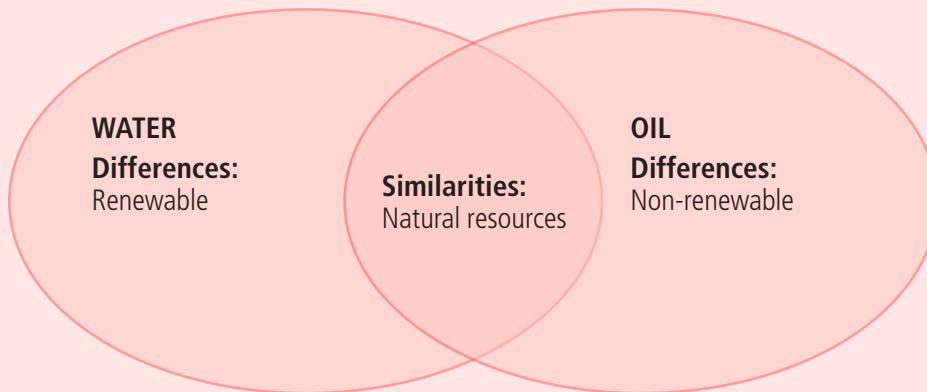 WATER
Differences:
Renewable
Similarities:
Natural resources
OIL
Differences:
Non-renewable